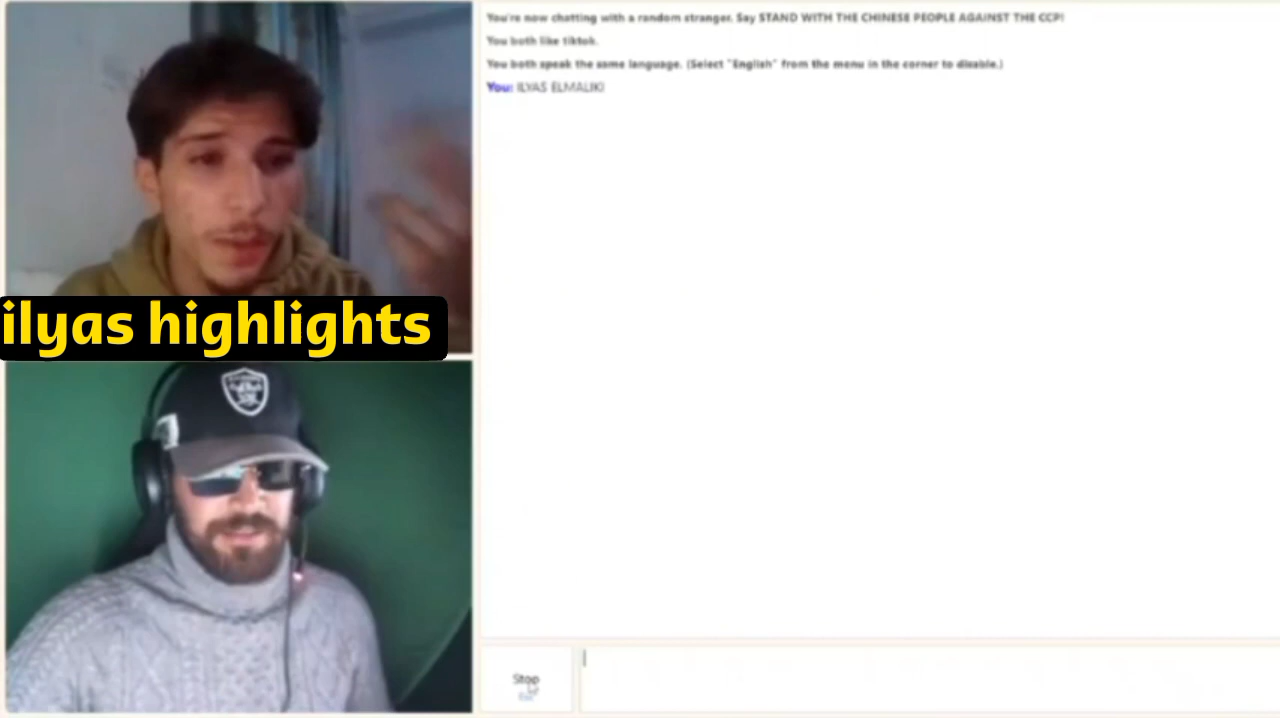 You're now chatting with a random stranger. Say STAND WITH THE CHINESE PEOPLE AGAINST THE CCP!
You both like tiktok.
You both speak the same language. (Select "English" from the menu in the corner to disable.)
You: ILYAS ELMALIKI
ilyas highlights
Stop